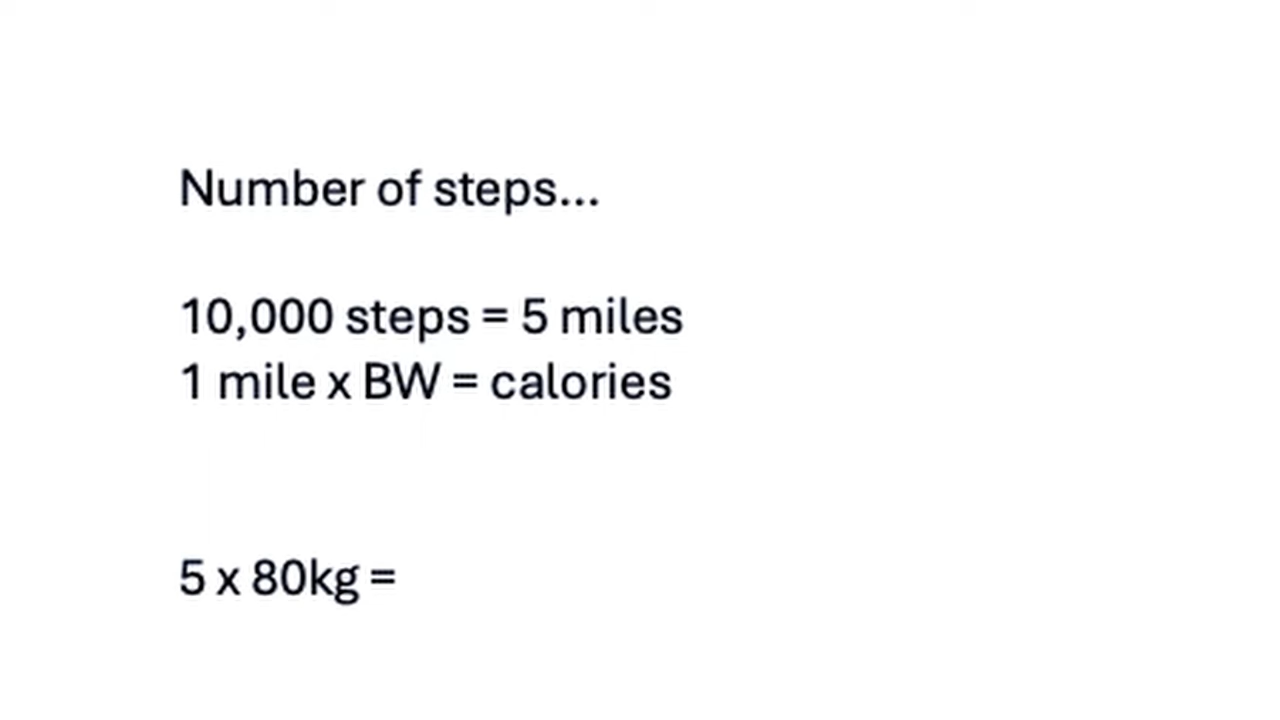 Number of steps...
10,000 steps = 5 miles
1 mile x BW = calories
5 x 80kg =